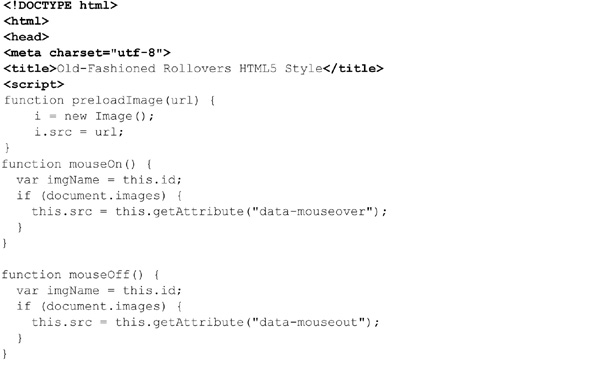 <!DOCTYPE html>
<html>
<head>
<meta charset="utf-8">
<title>Old-Fashioned Rollovers HTML5 Style</title>
<script>
function preloadImage(url) {
    i = new Image();
    i.src = url;
}
function mouseOn() {
  var imgName = this.id;
  if (document.images) {
    this.src = this.getAttribute("data-mouseover");
  }
}

function mouseOff() {
  var imgName = this.id;
  if (document.images) {
    this.src = this.getAttribute("data-mouseout");
  }
}